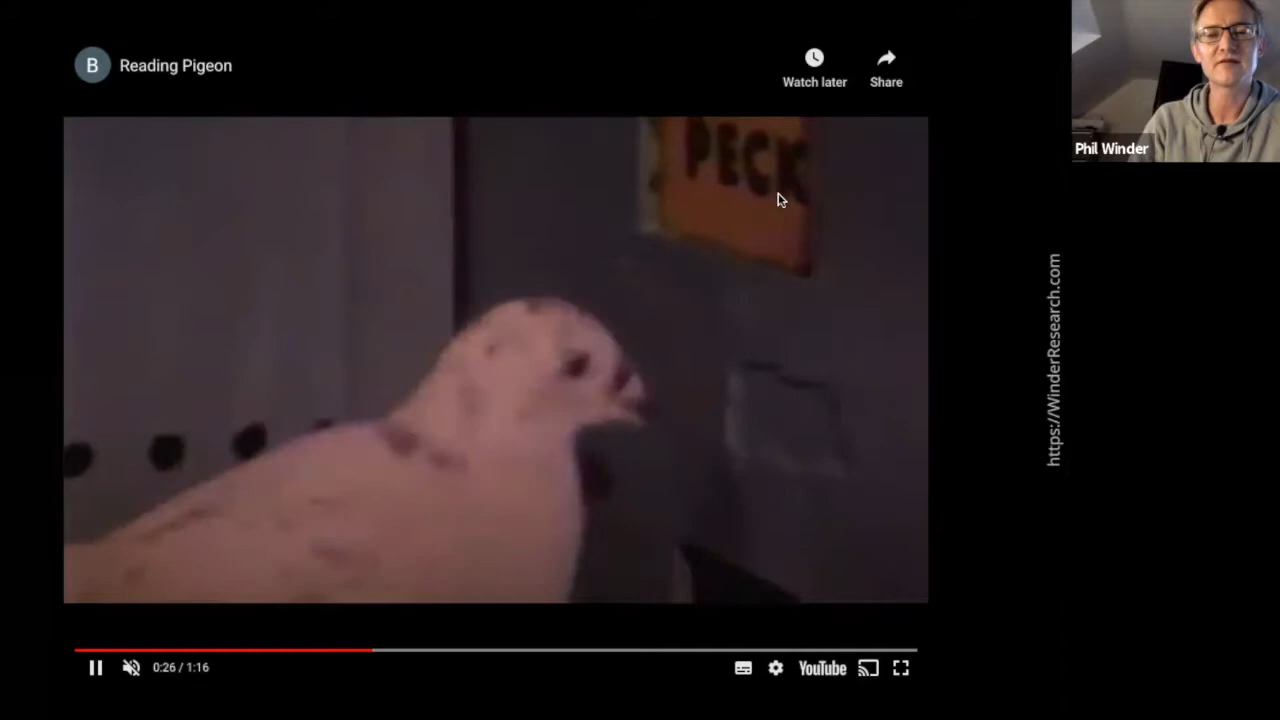 B
Reading Pigeon
Watch later
Share
PECK
Phil Winder
https://WinderResearch.com
0:26 / 1:16
YouTube